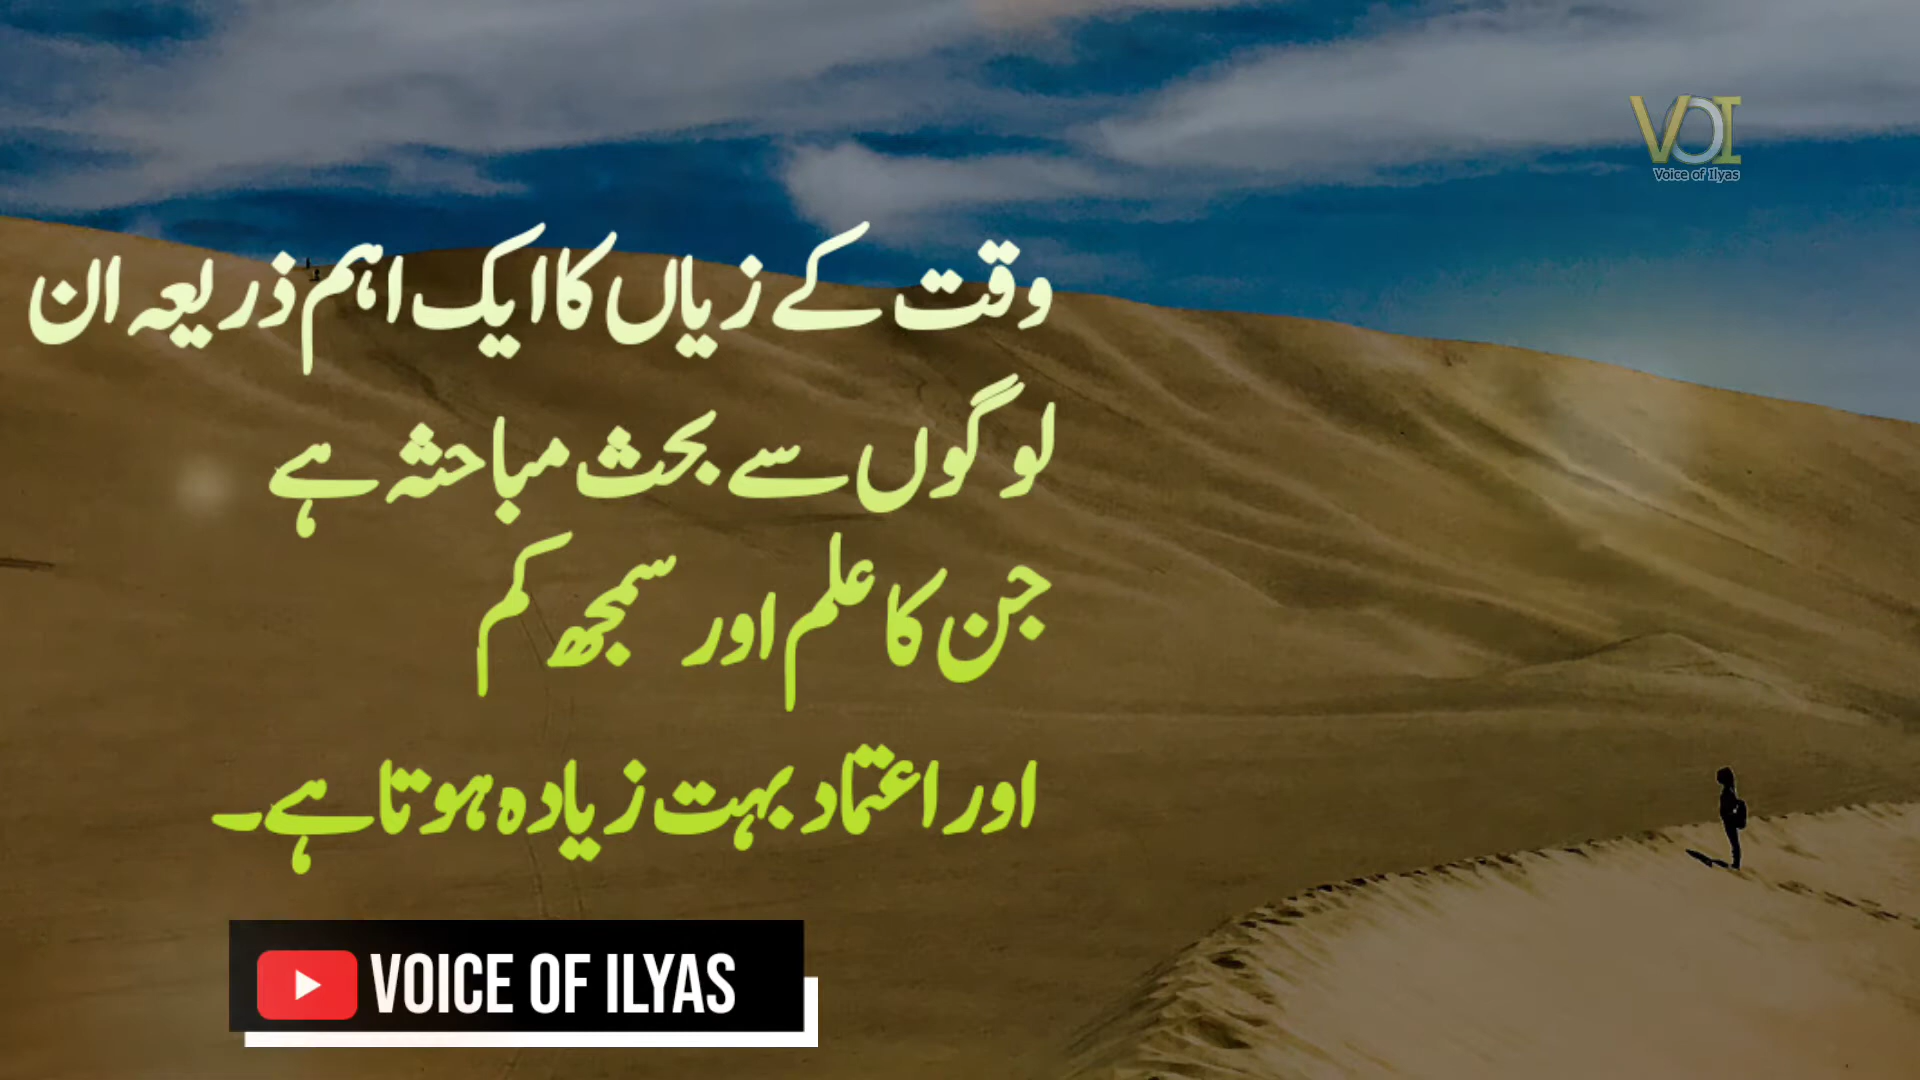 VOI
Voice of Ilyas
وقت کے زیاں کا ایک اہم ذریعہ ان
لوگوں سے بحث مباحثہ ہے
جن کا علم اور سمجھ کم
اور اعتماد بہت زیادہ ہوتا ہے۔
VOICE OF ILYAS